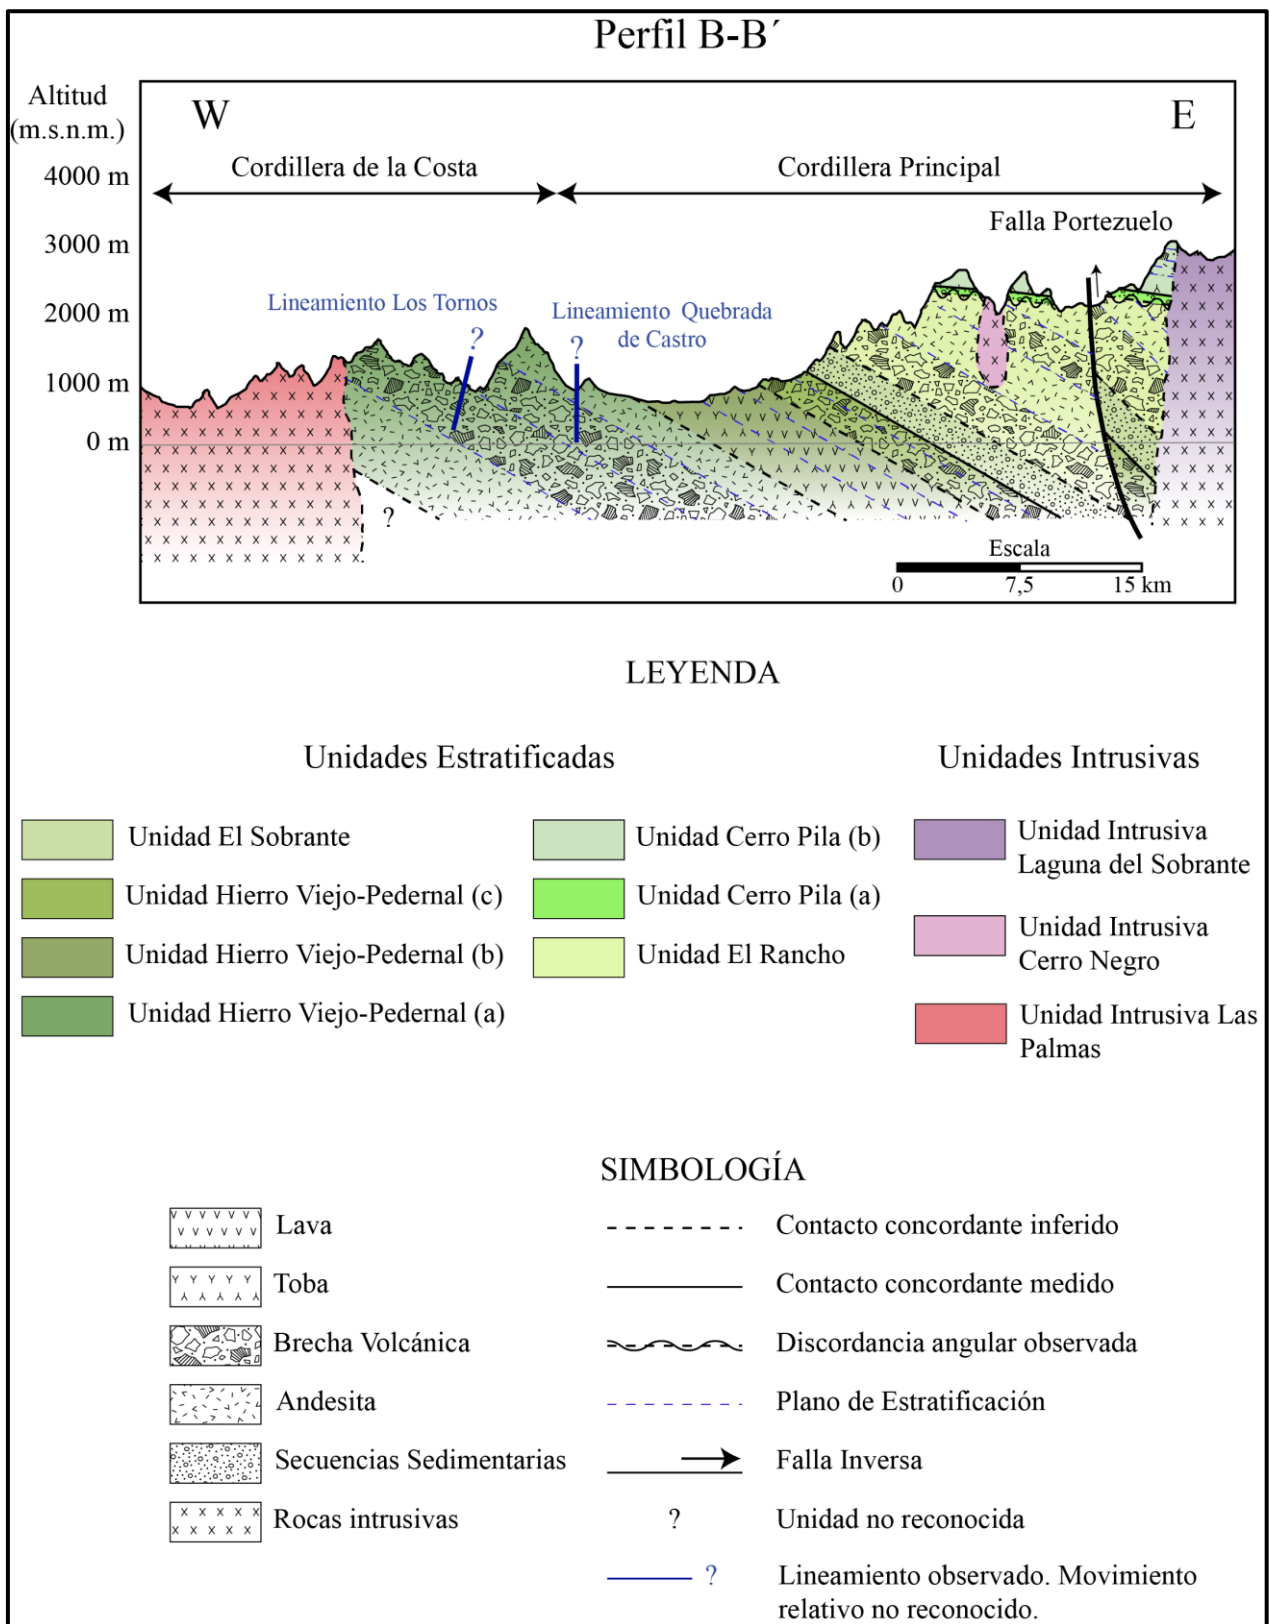 Perfil B-B´
Altitud
(m.s.n.m.)
W
E
Cordillera de la Costa
Cordillera Principal
4000 m
3000 m
2000 m
1000 m
0 m
Falla Portezuelo
Lineamiento Los Tornos
?
Lineamiento Quebrada
de Castro
?
?
Escala
0
7,5
15 km
LEYENDA
Unidades Estratificadas
Unidades Intrusivas
Unidad El Sobrante
Unidad Hierro Viejo-Pedernal (c)
Unidad Hierro Viejo-Pedernal (b)
Unidad Hierro Viejo-Pedernal (a)
Unidad Cerro Pila (b)
Unidad Cerro Pila (a)
Unidad El Rancho
Unidad Intrusiva
Laguna del Sobrante
Unidad Intrusiva
Cerro Negro
Unidad Intrusiva Las
Palmas
SIMBOLOGÍA
Lava
Toba
Brecha Volcánica
Andesita
Secuencias Sedimentarias
Rocas intrusivas
Contacto concordante inferido
Contacto concordante medido
Discordancia angular observada
Plano de Estratificación
Falla Inversa
? Unidad no reconocida
? Lineamiento observado. Movimiento
relativo no reconocido.